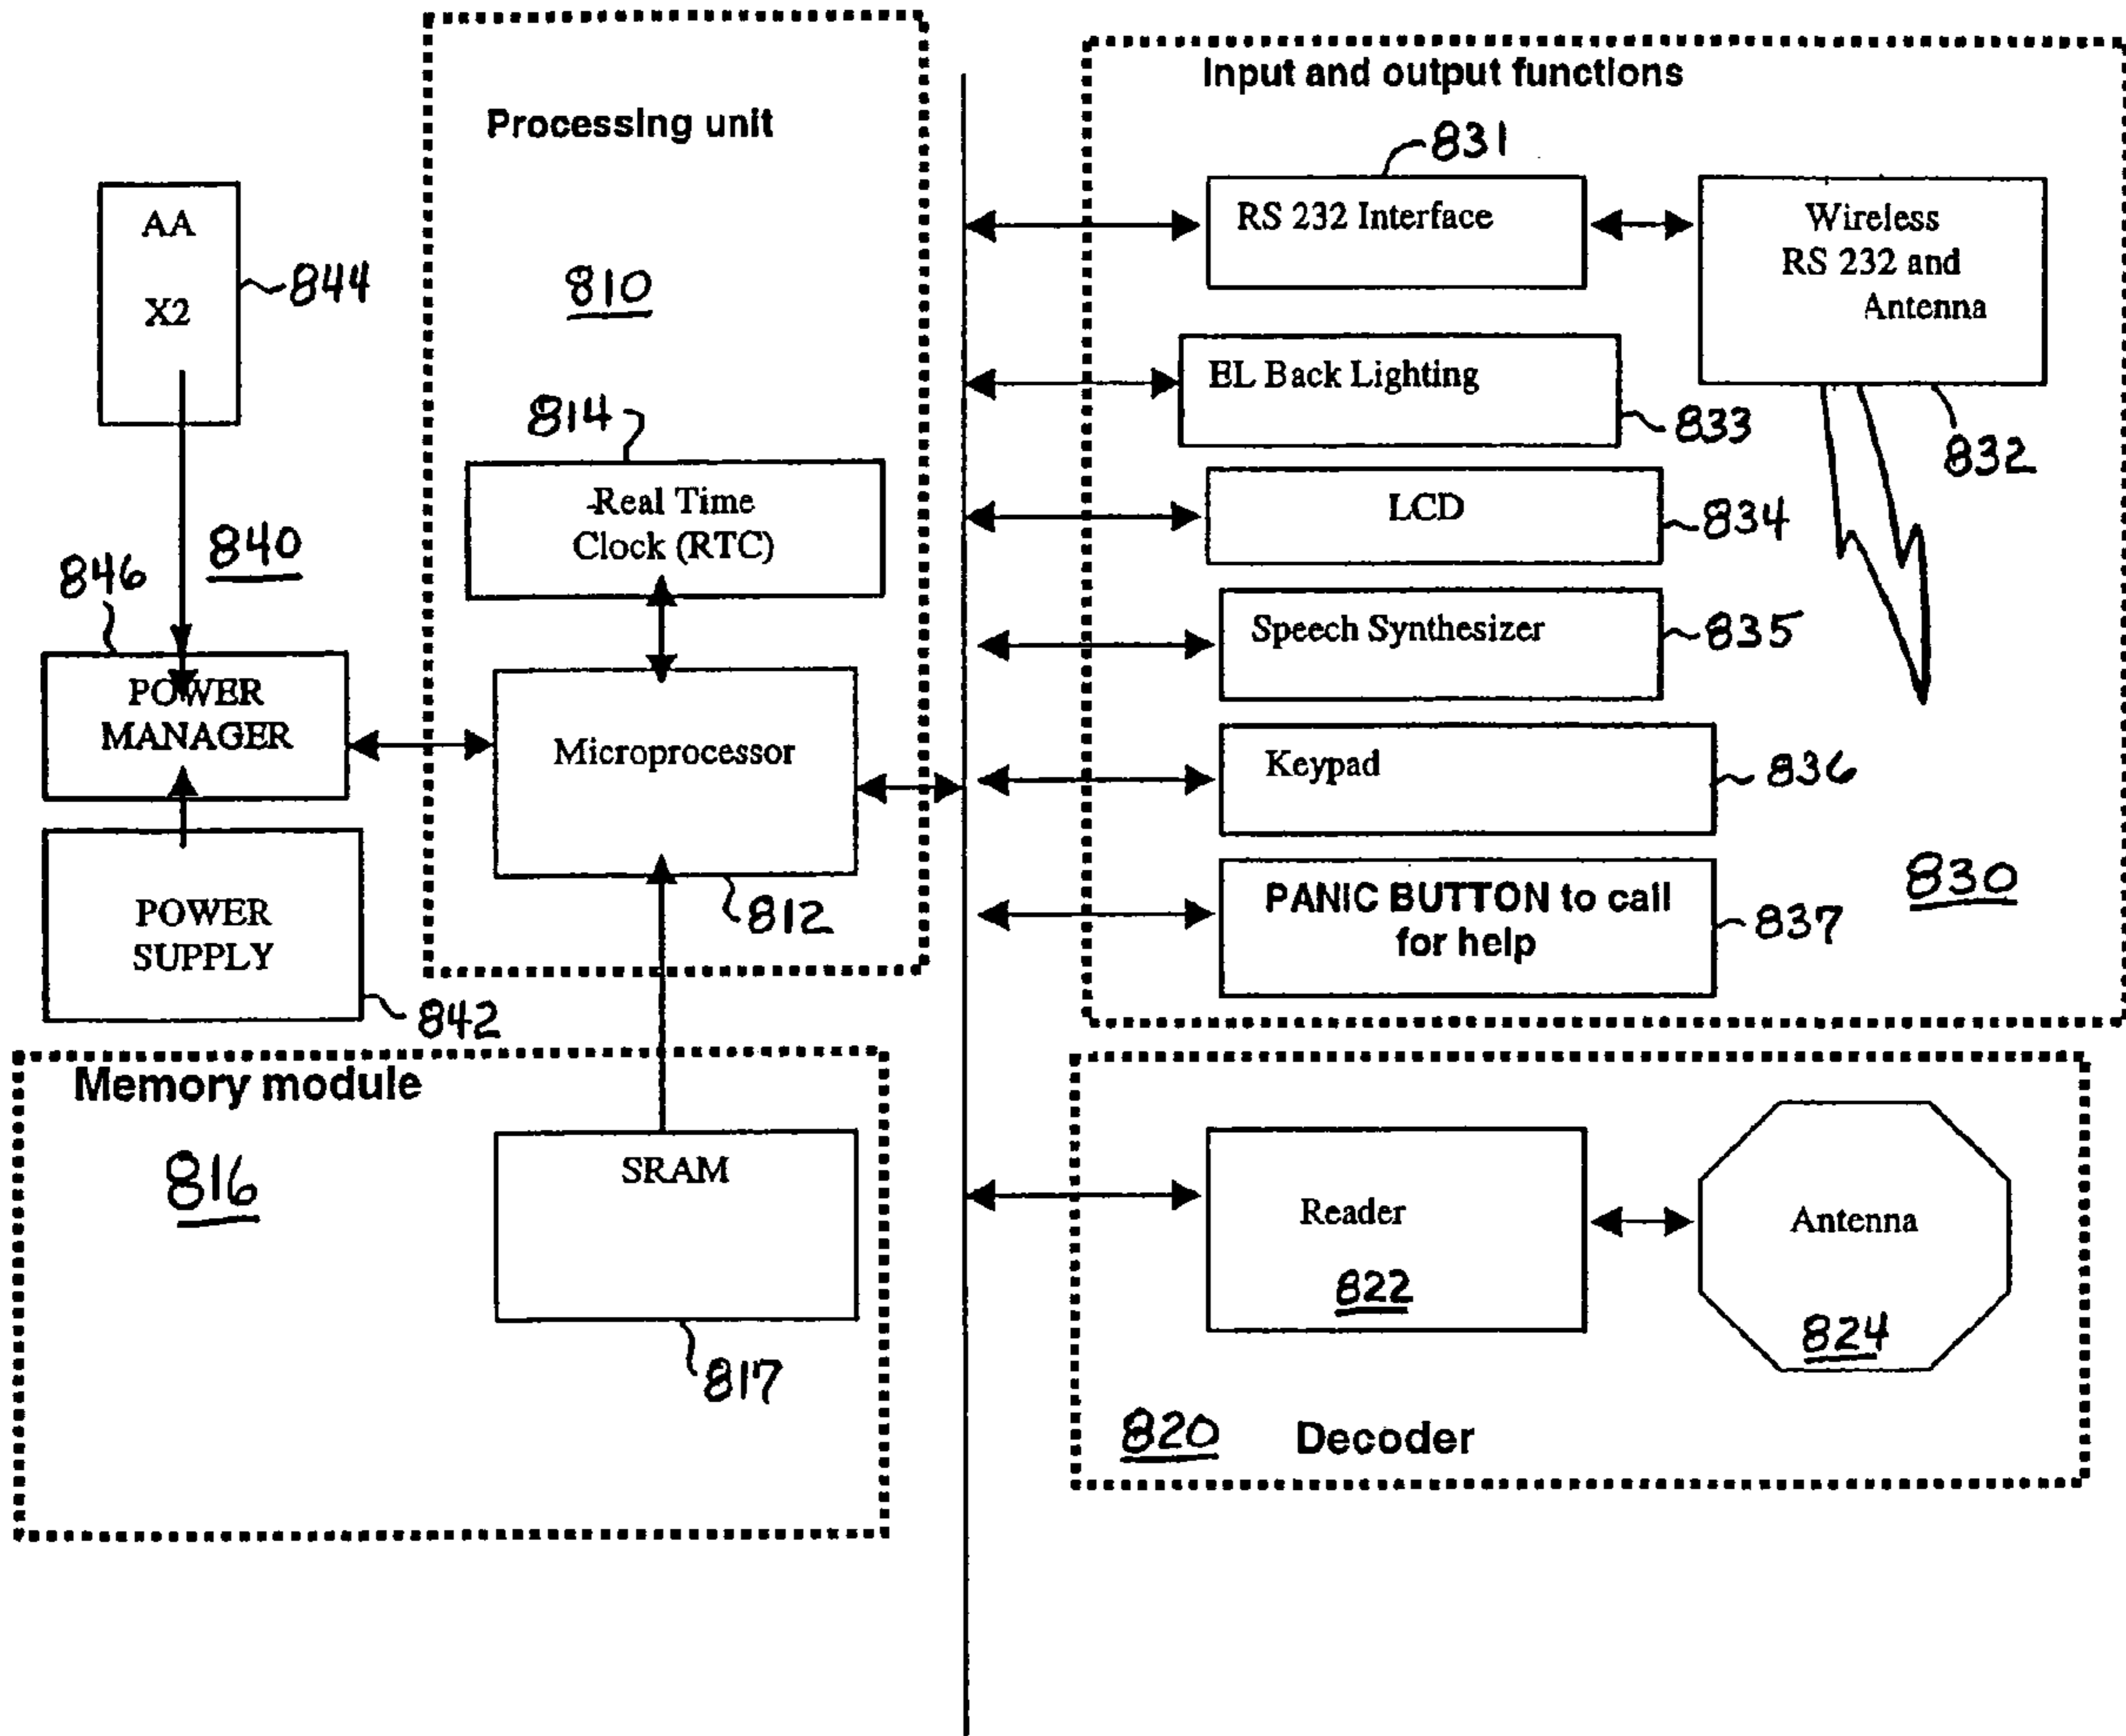 Processing unit
810
814
-Real Time
Clock (RTC)
Microprocessor
812
AA
X2
844
840
846
POWER
MANAGER
POWER
SUPPLY
842
Memory module
816
SRAM
817
Input and output functions
831
RS 232 Interface
Wireless
RS 232 and
Antenna
832
EL Back Lighting
833
LCD
834
Speech Synthesizer
835
Keypad
836
830
PANIC BUTTON to call
for help
837
Reader
822
Antenna
824
820
Decoder